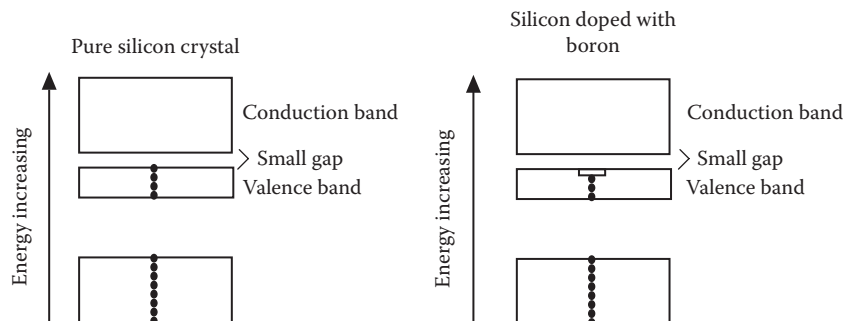 Pure silicon crystal
Energy increasing
Conduction band
Small gap
Valence band
Silicon doped with
boron
Energy increasing
Conduction band
Small gap
Valence band